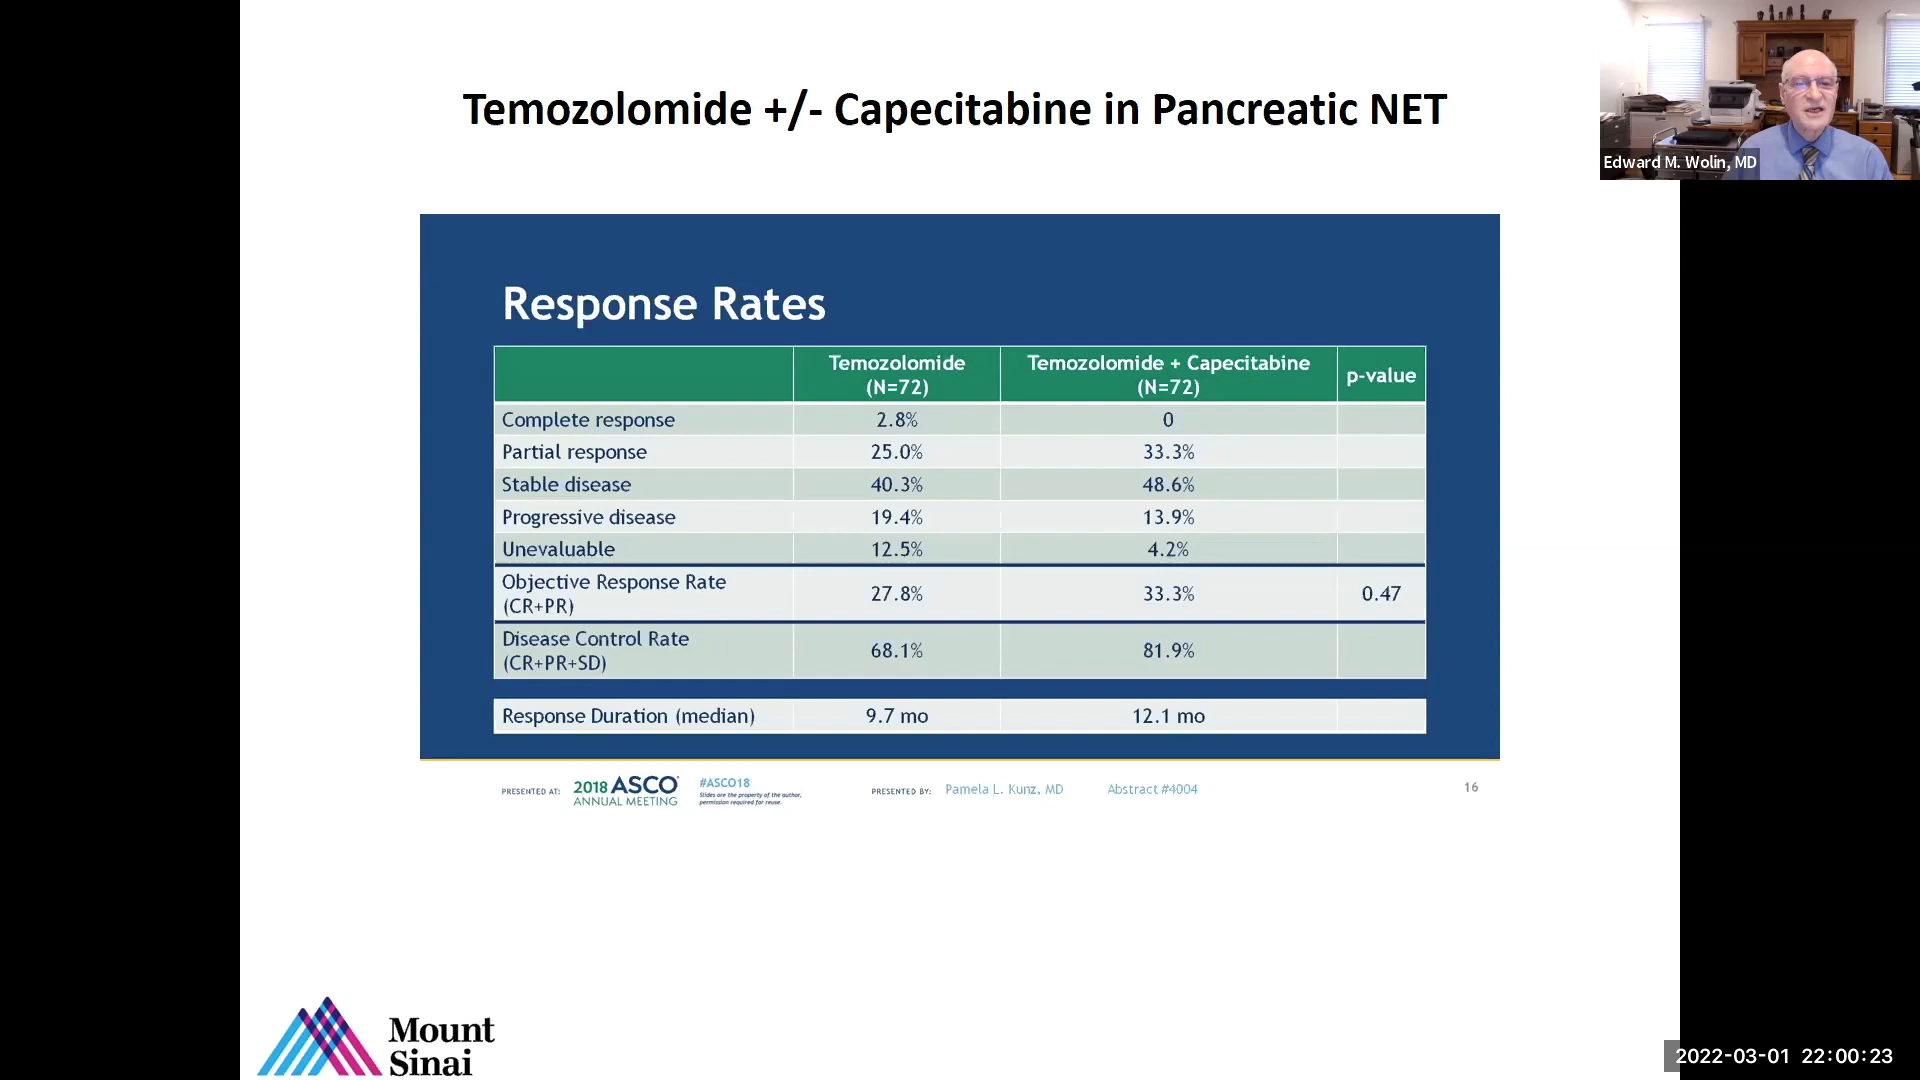 Temozolomide +/- Capecitabine in Pancreatic NET
Edward M. Wolin, MD
Response Rates
Temozolomide (N=72) Temozolomide + Capecitabine (N=72) p-value
Complete response 2.8% 0
Partial response 25.0% 33.3%
Stable disease 40.3% 48.6%
Progressive disease 19.4% 13.9%
Unevaluable 12.5% 4.2%
Objective Response Rate (CR+PR) 27.8% 33.3% 0.47
Disease Control Rate (CR+PR+SD) 68.1% 81.9%
Response Duration (median) 9.7 mo 12.1 mo
PRESENTED AT: 2018 ASCO ANNUAL MEETING
#ASCO18
Slides are the property of the author,
permission required for reuse.
PRESENTED BY: Pamela L. Kunz, MD Abstract #4004 16
Mount
Sinai
2022-03-01 22:00:23